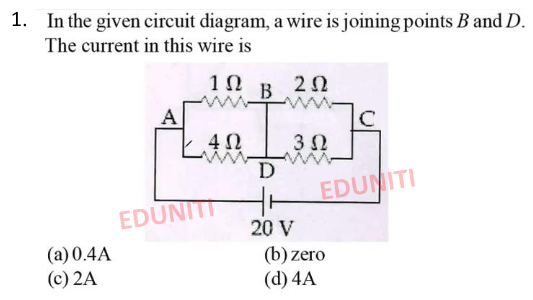 1. In the given circuit diagram, a wire is joining points B and D.
The current in this wire is
1 Ω B 2 Ω
A C
4 Ω 3 Ω
D
EDUNITI
EDUNITI
20 V
(a) 0.4A (b) zero
(c) 2A (d) 4A